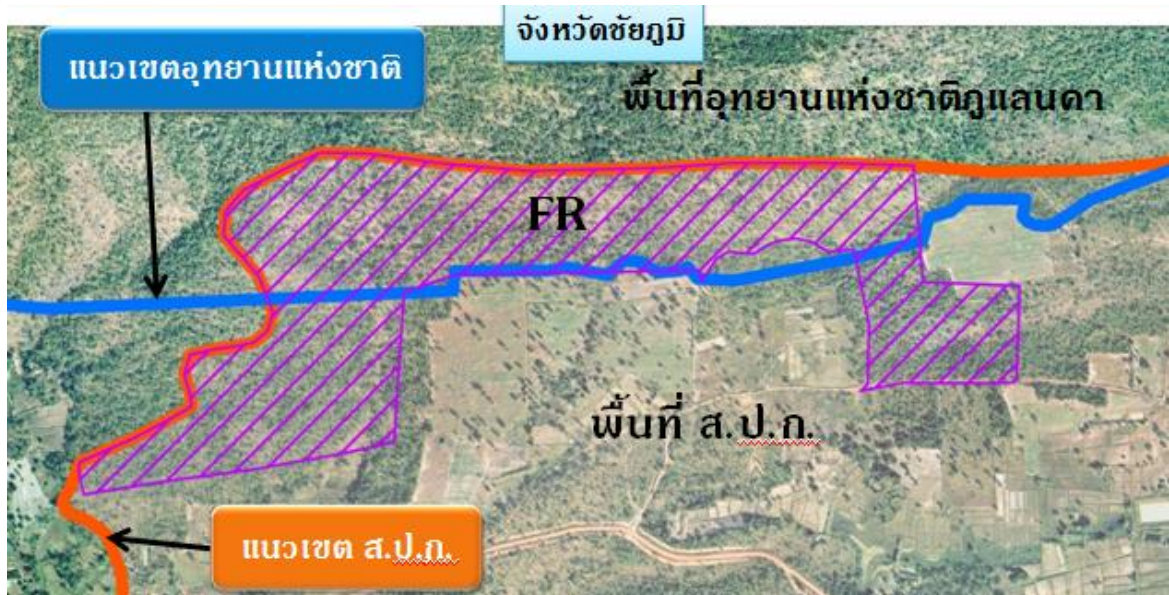 จังหวัดชัยภูมิ
แนวเขตอุทยานแห่งชาติ
พื้นที่อุทยานแห่งชาติภูแลนคา
FR
พื้นที่ ส.ป.ก.
แนวเขต ส.ป.ก.